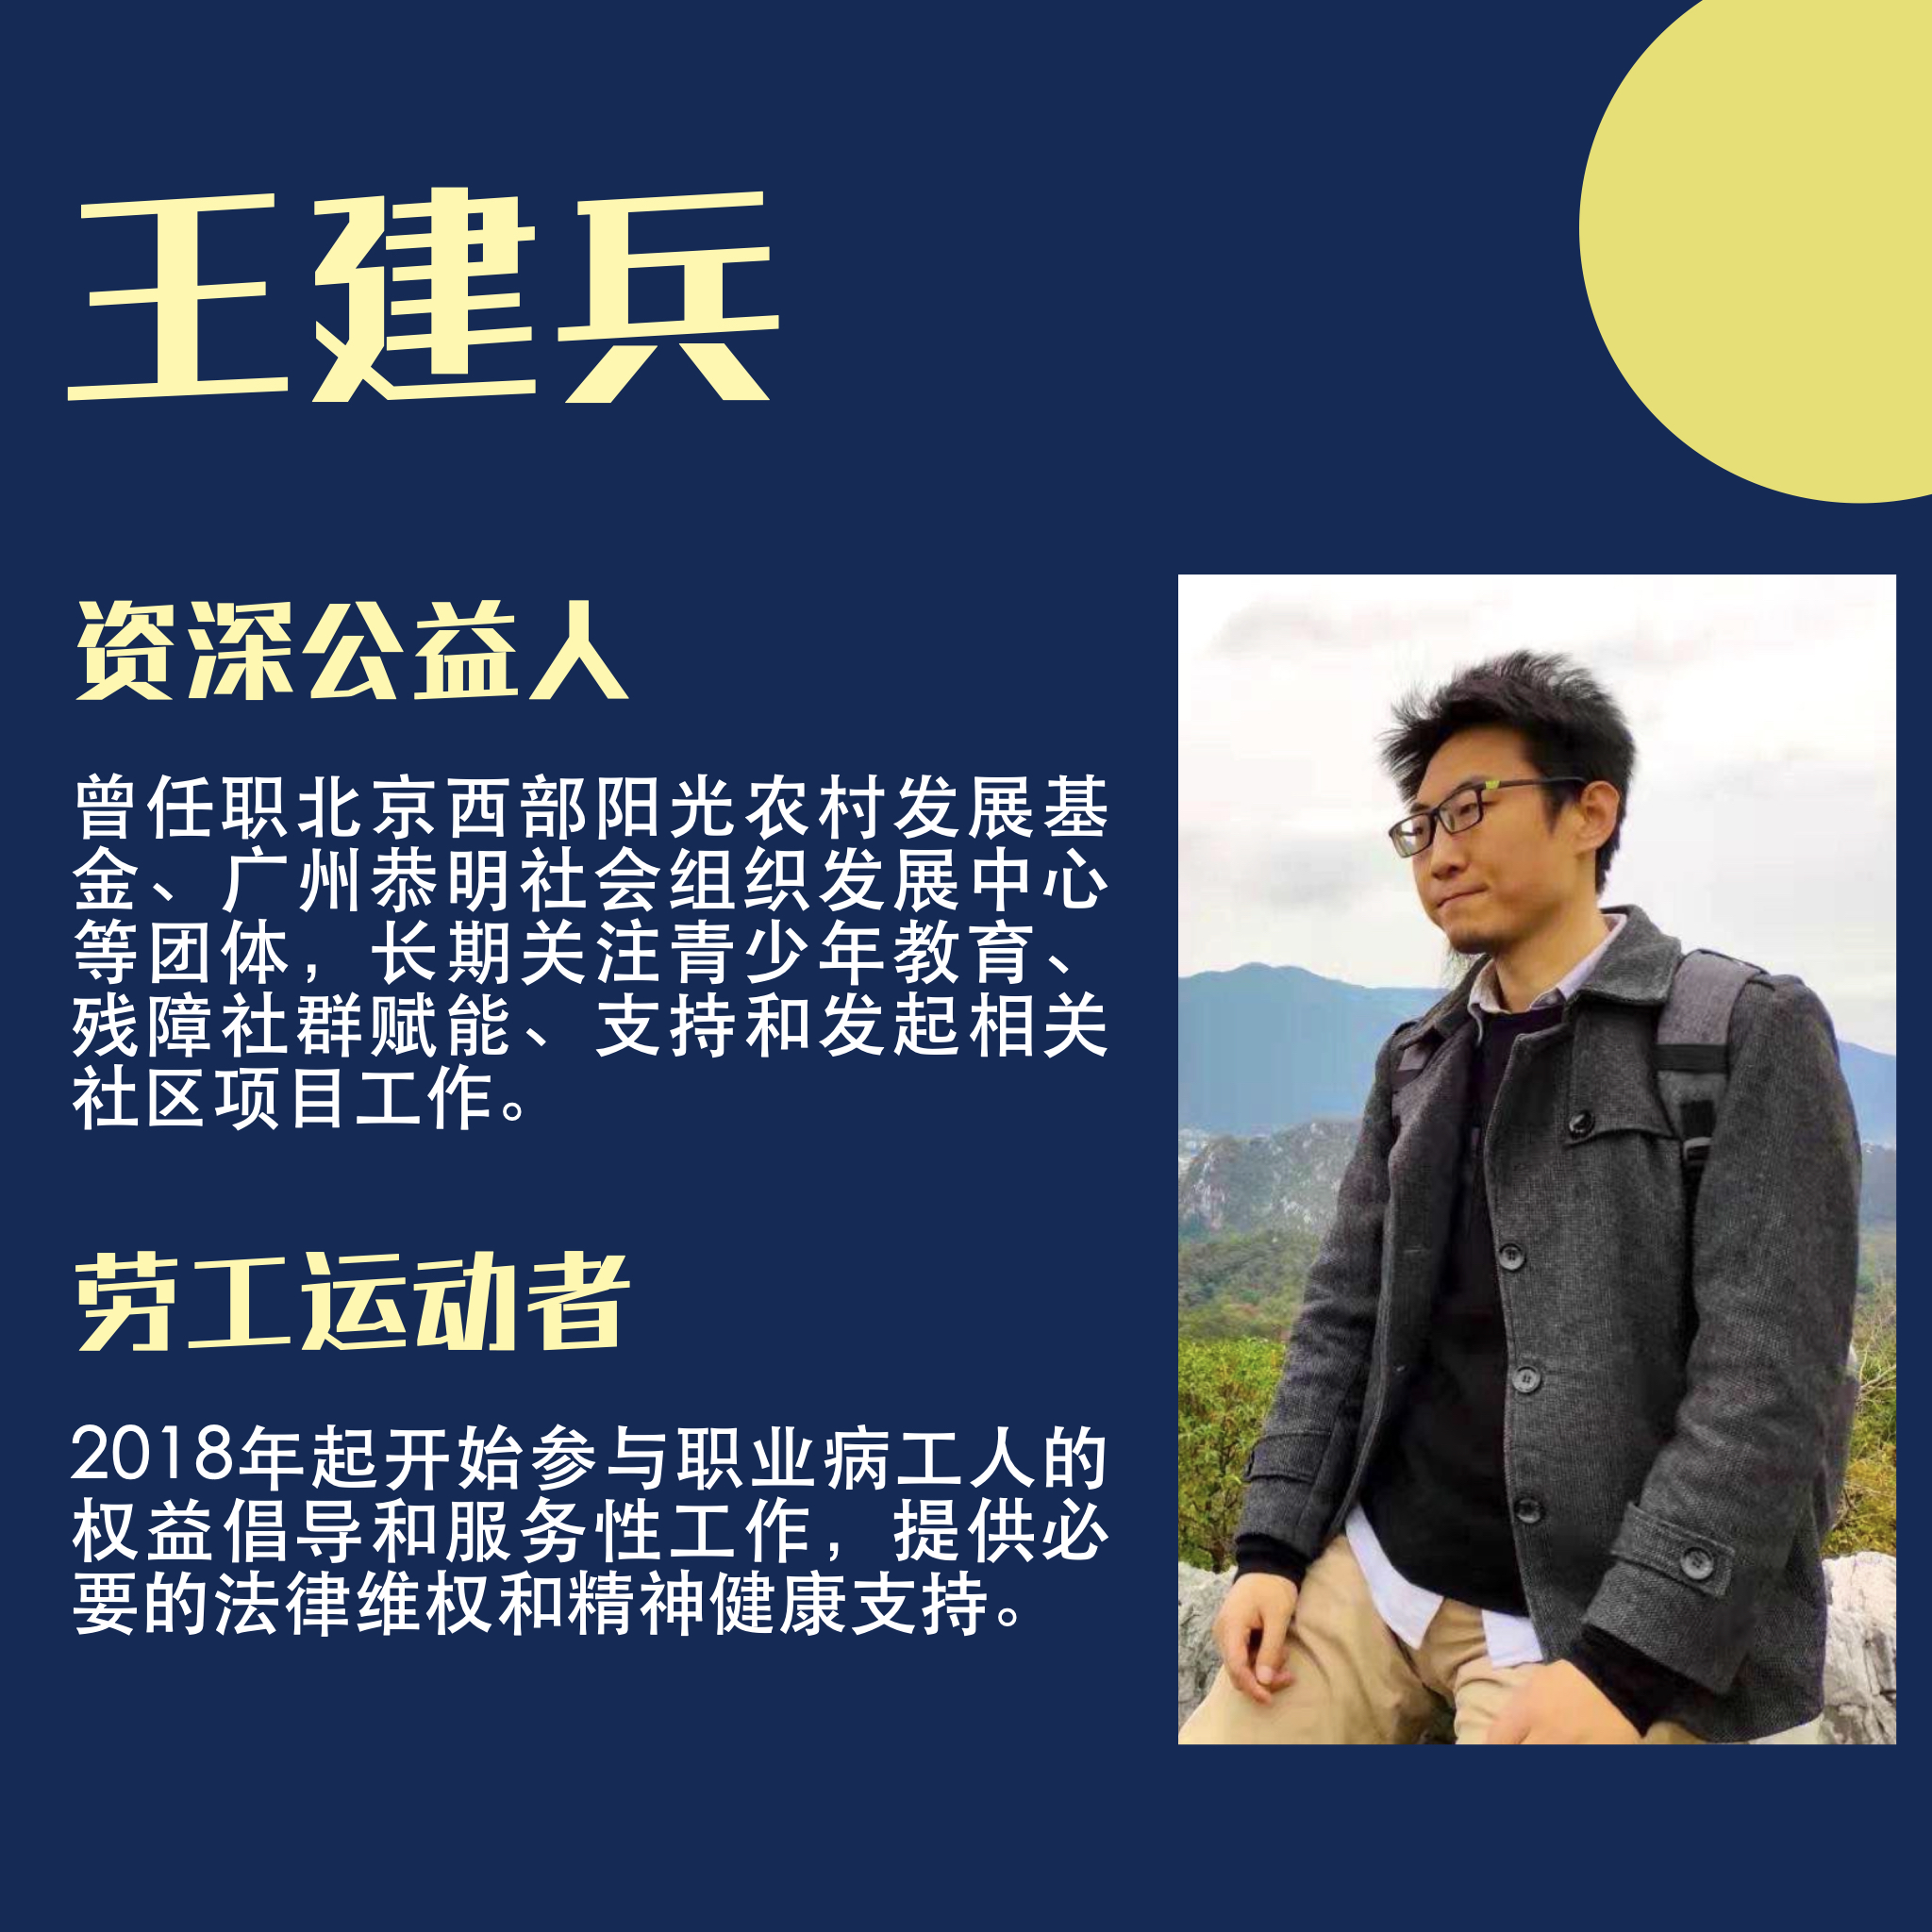 王建兵
资深公益人
曾任职北京西部阳光农村发展基
金、广州恭明社会组织发展中心
等团体，长期关注青少年教育、
残障社群赋能、支持和发起相关
社区项目工作。
劳工运动者
2018年起开始参与职业病工人的
权益倡导和服务性工作，提供必
要的法律维权和精神健康支持。